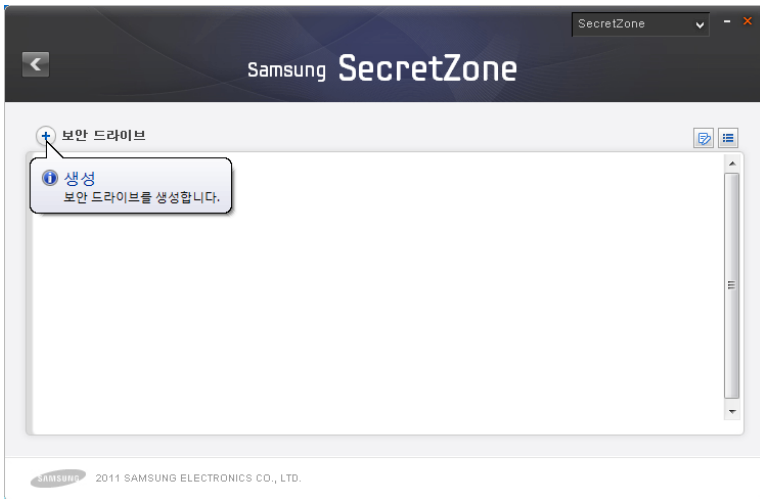 SecretZone
Samsung SecretZone
보안 드라이브
생성
보안 드라이브를 생성합니다.
SAMSUNG 2011 SAMSUNG ELECTRONICS CO., LTD.